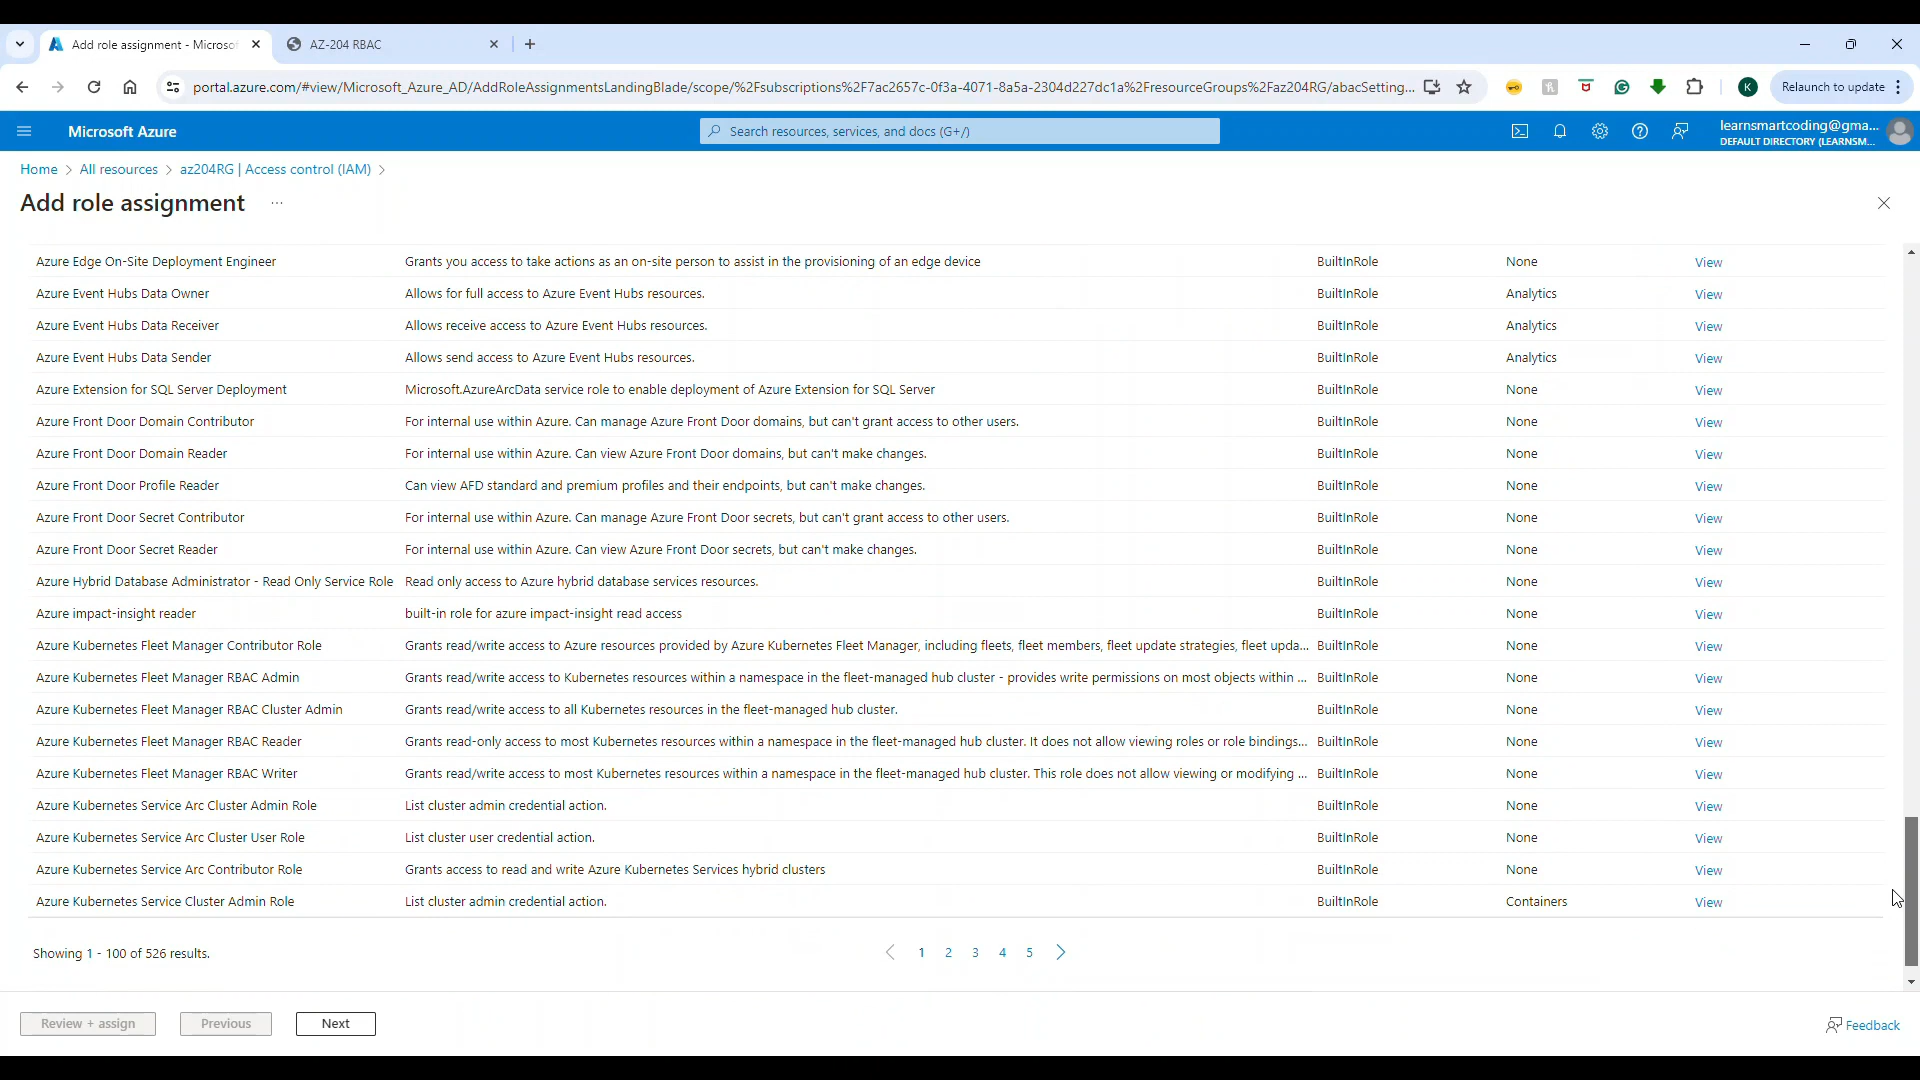 Add role assignment - Microso
AZ-204 RBAC
portal.azure.com/#view/Microsoft_Azure_AD/AddRoleAssignmentsLandingBlade/scope/%2Fsubscriptions%2F7ac2657c-0f3a-4071-8a5a-2304d227dc1a%2FresourceGroups%2Faz204RG/abacSetting...
K
Relaunch to update
Microsoft Azure
Search resources, services, and docs (G+/)
learnsmartcoding@gma...
DEFAULT DIRECTORY (LEARNSM...
Home > All resources > az204RG | Access control (IAM) >
Add role assignment ...
Azure Edge On-Site Deployment Engineer Grants you access to take actions as an on-site person to assist in the provisioning of an edge device BuiltInRole None View
Azure Event Hubs Data Owner Allows for full access to Azure Event Hubs resources. BuiltInRole Analytics View
Azure Event Hubs Data Receiver Allows receive access to Azure Event Hubs resources. BuiltInRole Analytics View
Azure Event Hubs Data Sender Allows send access to Azure Event Hubs resources. BuiltInRole Analytics View
Azure Extension for SQL Server Deployment Microsoft.AzureArcData service role to enable deployment of Azure Extension for SQL Server BuiltInRole None View
Azure Front Door Domain Contributor For internal use within Azure. Can manage Azure Front Door domains, but can't grant access to other users. BuiltInRole None View
Azure Front Door Domain Reader For internal use within Azure. Can view Azure Front Door domains, but can't make changes. BuiltInRole None View
Azure Front Door Profile Reader Can view AFD standard and premium profiles and their endpoints, but can't make changes. BuiltInRole None View
Azure Front Door Secret Contributor For internal use within Azure. Can manage Azure Front Door secrets, but can't grant access to other users. BuiltInRole None View
Azure Front Door Secret Reader For internal use within Azure. Can view Azure Front Door secrets, but can't make changes. BuiltInRole None View
Azure Hybrid Database Administrator - Read Only Service Role Read only access to Azure hybrid database services resources. BuiltInRole None View
Azure impact-insight reader built-in role for azure impact-insight read access BuiltInRole None View
Azure Kubernetes Fleet Manager Contributor Role Grants read/write access to Azure resources provided by Azure Kubernetes Fleet Manager, including fleets, fleet members, fleet update strategies, fleet upda... BuiltInRole None View
Azure Kubernetes Fleet Manager RBAC Admin Grants read/write access to Kubernetes resources within a namespace in the fleet-managed hub cluster - provides write permissions on most objects within ... BuiltInRole None View
Azure Kubernetes Fleet Manager RBAC Cluster Admin Grants read/write access to all Kubernetes resources in the fleet-managed hub cluster. BuiltInRole None View
Azure Kubernetes Fleet Manager RBAC Reader Grants read-only access to most Kubernetes resources within a namespace in the fleet-managed hub cluster. It does not allow viewing roles or role bindings... BuiltInRole None View
Azure Kubernetes Fleet Manager RBAC Writer Grants read/write access to most Kubernetes resources within a namespace in the fleet-managed hub cluster. This role does not allow viewing or modifying ... BuiltInRole None View
Azure Kubernetes Service Arc Cluster Admin Role List cluster admin credential action. BuiltInRole None View
Azure Kubernetes Service Arc Cluster User Role List cluster user credential action. BuiltInRole None View
Azure Kubernetes Service Arc Contributor Role Grants access to read and write Azure Kubernetes Services hybrid clusters BuiltInRole None View
Azure Kubernetes Service Cluster Admin Role List cluster admin credential action. BuiltInRole Containers View
Showing 1 - 100 of 526 results. < 1 2 3 4 5 >
Review + assign Previous Next Feedback